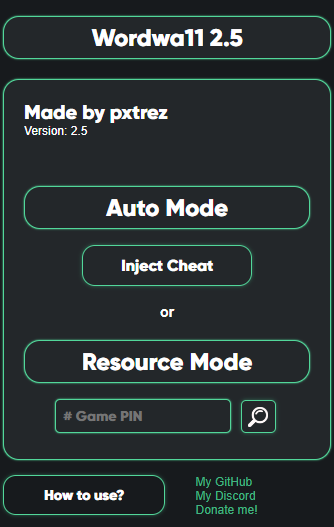 Wordwa11 2.5
Made by pxtrez
Version: 2.5
Auto Mode
Inject Cheat
or
Resource Mode
# Game PIN
How to use?
My GitHub
My Discord
Donate me!